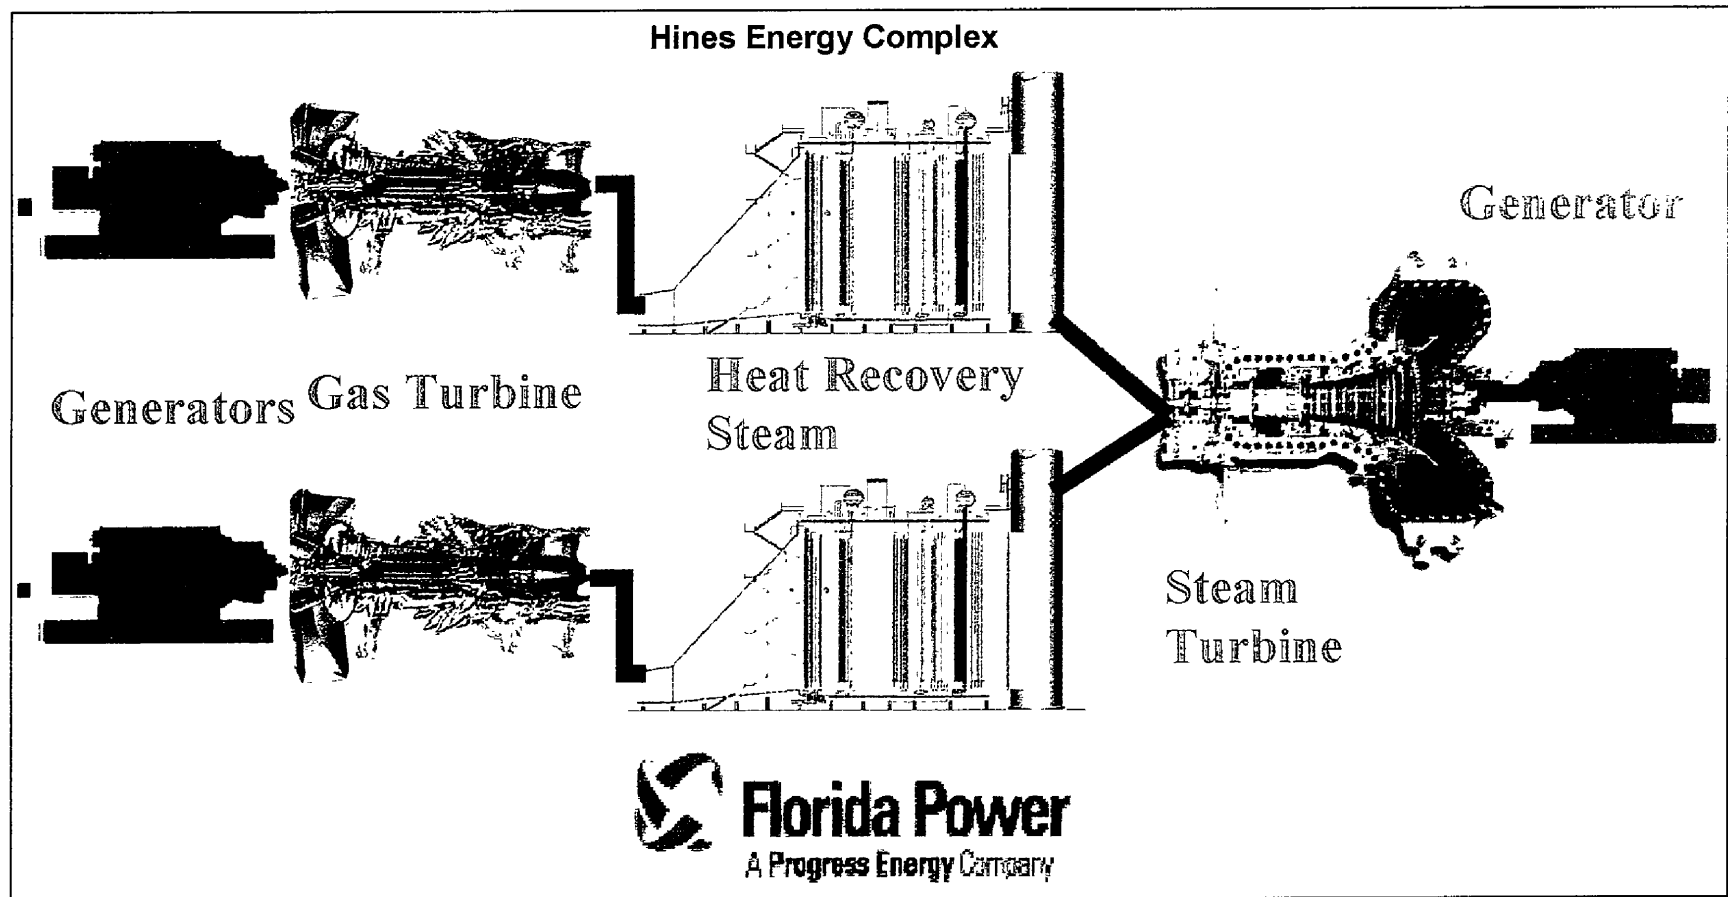 Hines Energy Complex
Generator
Generators
Gas Turbine
Heat Recovery
Steam
Steam
Turbine
Florida Power
A Progress Energy Company